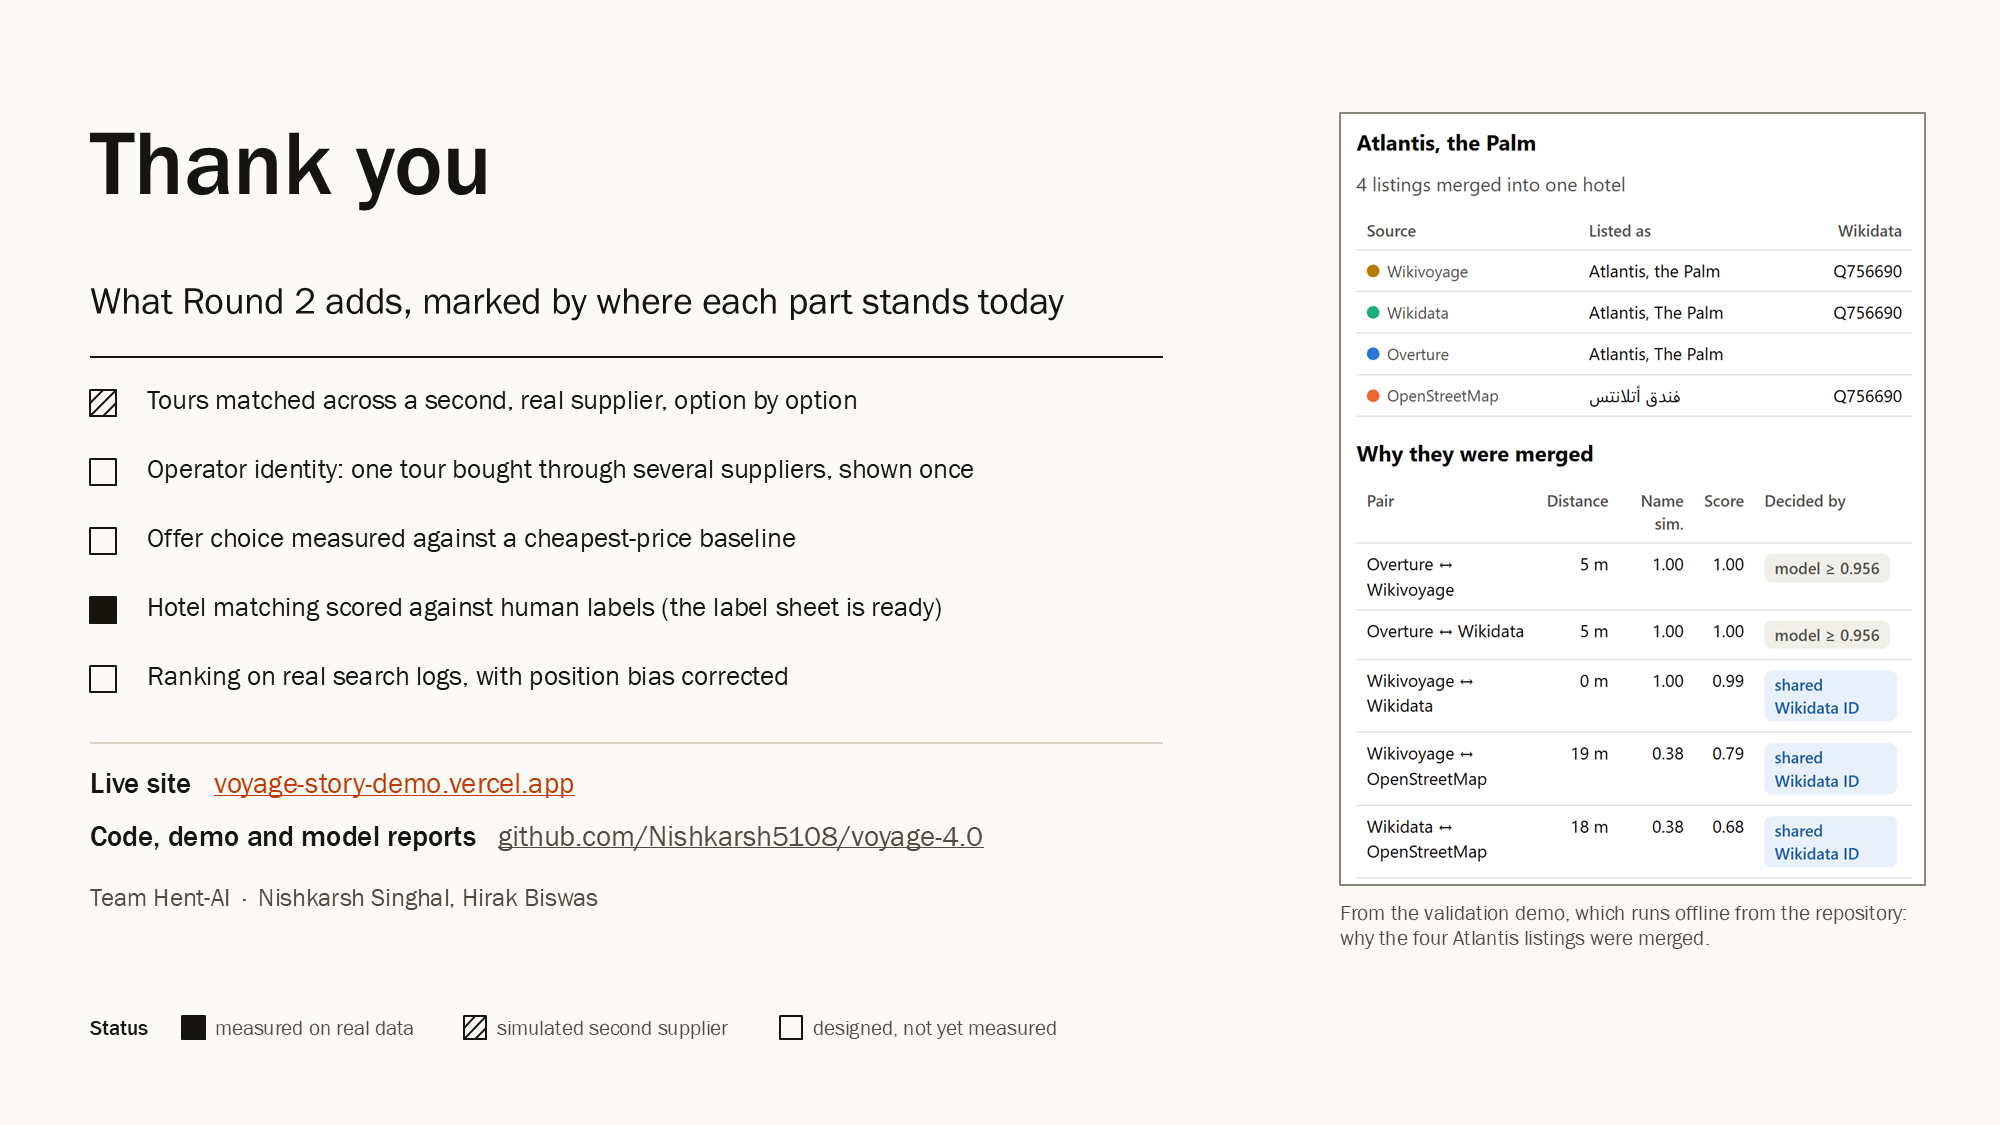 Thank you
What Round 2 adds, marked by where each part stands today
Tours matched across a second, real supplier, option by option
Operator identity: one tour bought through several suppliers, shown once
Offer choice measured against a cheapest-price baseline
Hotel matching scored against human labels (the label sheet is ready)
Ranking on real search logs, with position bias corrected
Live site voyage-story-demo.vercel.app
Code, demo and model reports github.com/Nishkarsh5108/voyage-4.0
Team Hent-AI · Nishkarsh Singhal, Hirak Biswas
Status measured on real data simulated second supplier designed, not yet measured
Atlantis, the Palm
4 listings merged into one hotel
Source Listed as Wikidata
Wikivoyage Atlantis, the Palm Q756690
Wikidata Atlantis, The Palm Q756690
Overture Atlantis, The Palm
OpenStreetMap فندق أتلانتس Q756690
Why they were merged
Pair Distance Name sim. Score Decided by
Overture ↔ Wikivoyage 5 m 1.00 1.00 model ≥ 0.956
Overture ↔ Wikidata 5 m 1.00 1.00 model ≥ 0.956
Wikivoyage ↔ Wikidata 0 m 1.00 0.99 shared Wikidata ID
Wikivoyage ↔ OpenStreetMap 19 m 0.38 0.79 shared Wikidata ID
Wikidata ↔ OpenStreetMap 18 m 0.38 0.68 shared Wikidata ID
From the validation demo, which runs offline from the repository:
why the four Atlantis listings were merged.